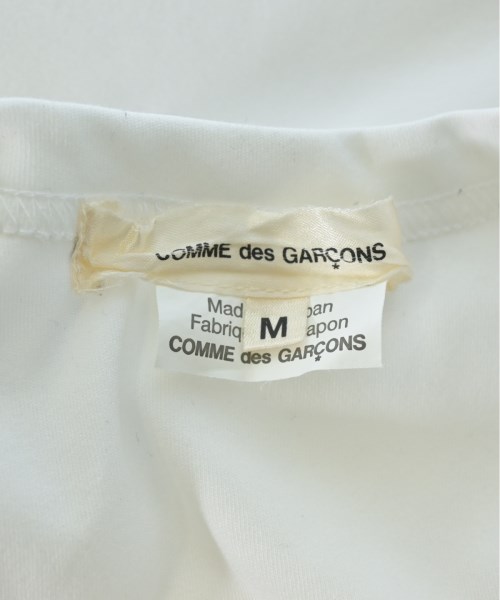 COMME des GARÇONS
Mad pan
Fabriq apon
M
COMME des GARÇONS